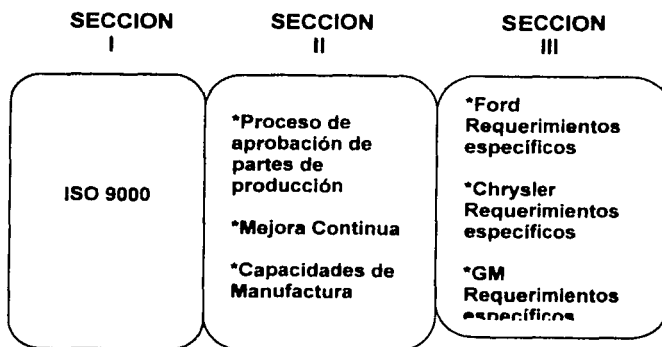 SECCION
I
SECCION
II
SECCION
III
ISO 9000
*Proceso de
aprobación de
partes de
producción
*Mejora Continua
*Capacidades de
Manufactura
*Ford
Requerimientos
específicos
*Chrysler
Requerimientos
específicos
*GM
Requerimientos
específicos